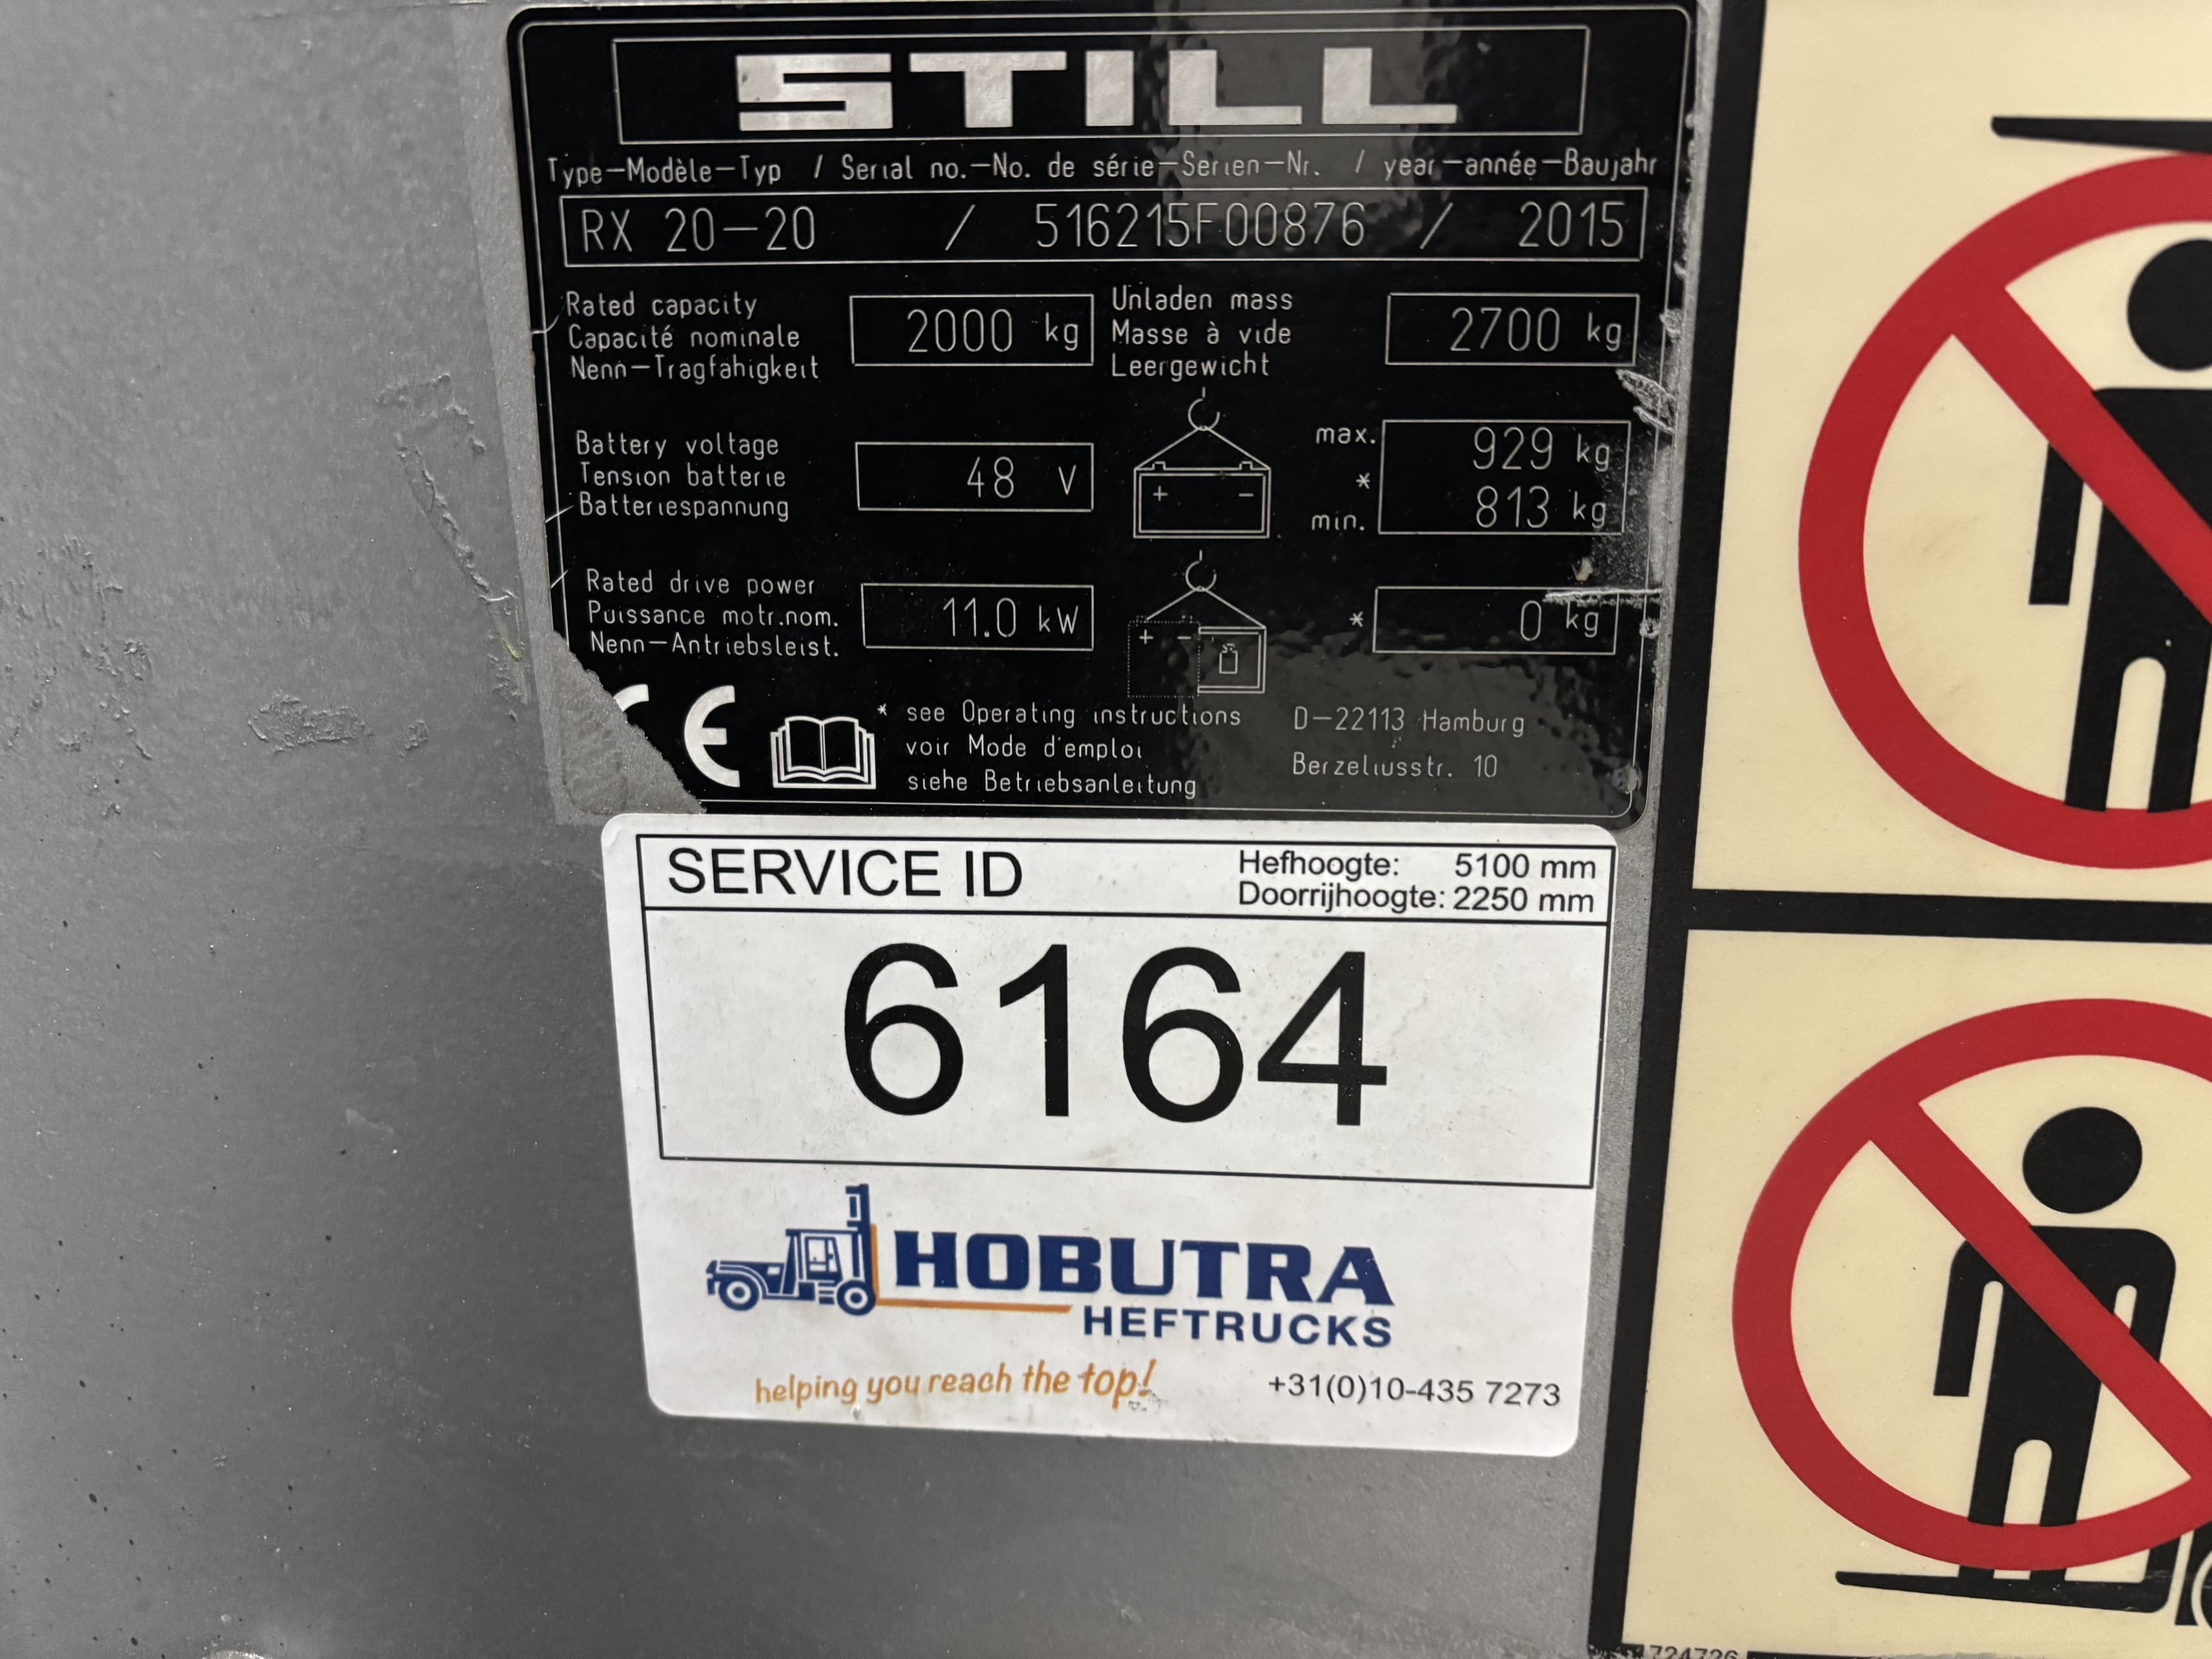 STILL
Type-Modèle-Typ / Serial no.-No. de série-Serien-Nr. / year-année-Baujahr
RX 20-20 / 516215F00876 / 2015
Rated capacity
Capacité nominale
Nenn-Tragfähigkeit
2000 kg
Unladen mass
Masse à vide
Leergewicht
2700 kg
Battery voltage
Tension batterie
Batteriespannung
48 V
+ -
max. 929 kg
*
min. 813 kg
Rated drive power
Puissance motr.nom.
Nenn-Antriebsleist.
11.0 kW
+ -
* 0 kg
CE
* see Operating instructions
voir Mode d'emploi
siehe Betriebsanleitung
D-22113 Hamburg
Berzeliusstr. 10
SERVICE ID
Hefhoogte: 5100 mm
Doorrijhoogte: 2250 mm
6164
HOBUTRA
HEFTRUCKS
helping you reach the top!
+31(0)10-435 7273